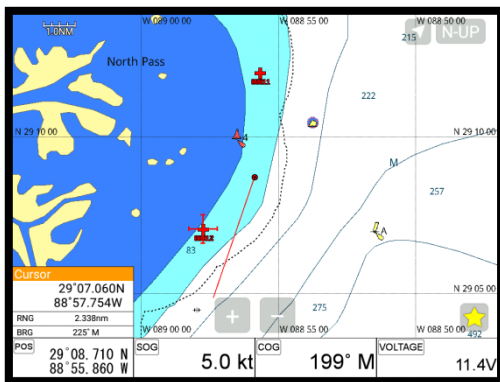 W 089 00 00
W 088 55 00
W 088 50 00
1.0NM
215
N-UP
North Pass
222
N 29 10 00
N 29 10 00
4
M
257
83
A
Cursor
29°07.060N
88°57.754W
RNG 2.338nm
BRG 225° M
N 29 05 00
275
+
−
W 089 00 00
W 088 55 00
W 088 50 00
492
POS
29°08.710 N
88°55.860 W
SOG
5.0 kt
COG
199° M
VOLTAGE
11.4V